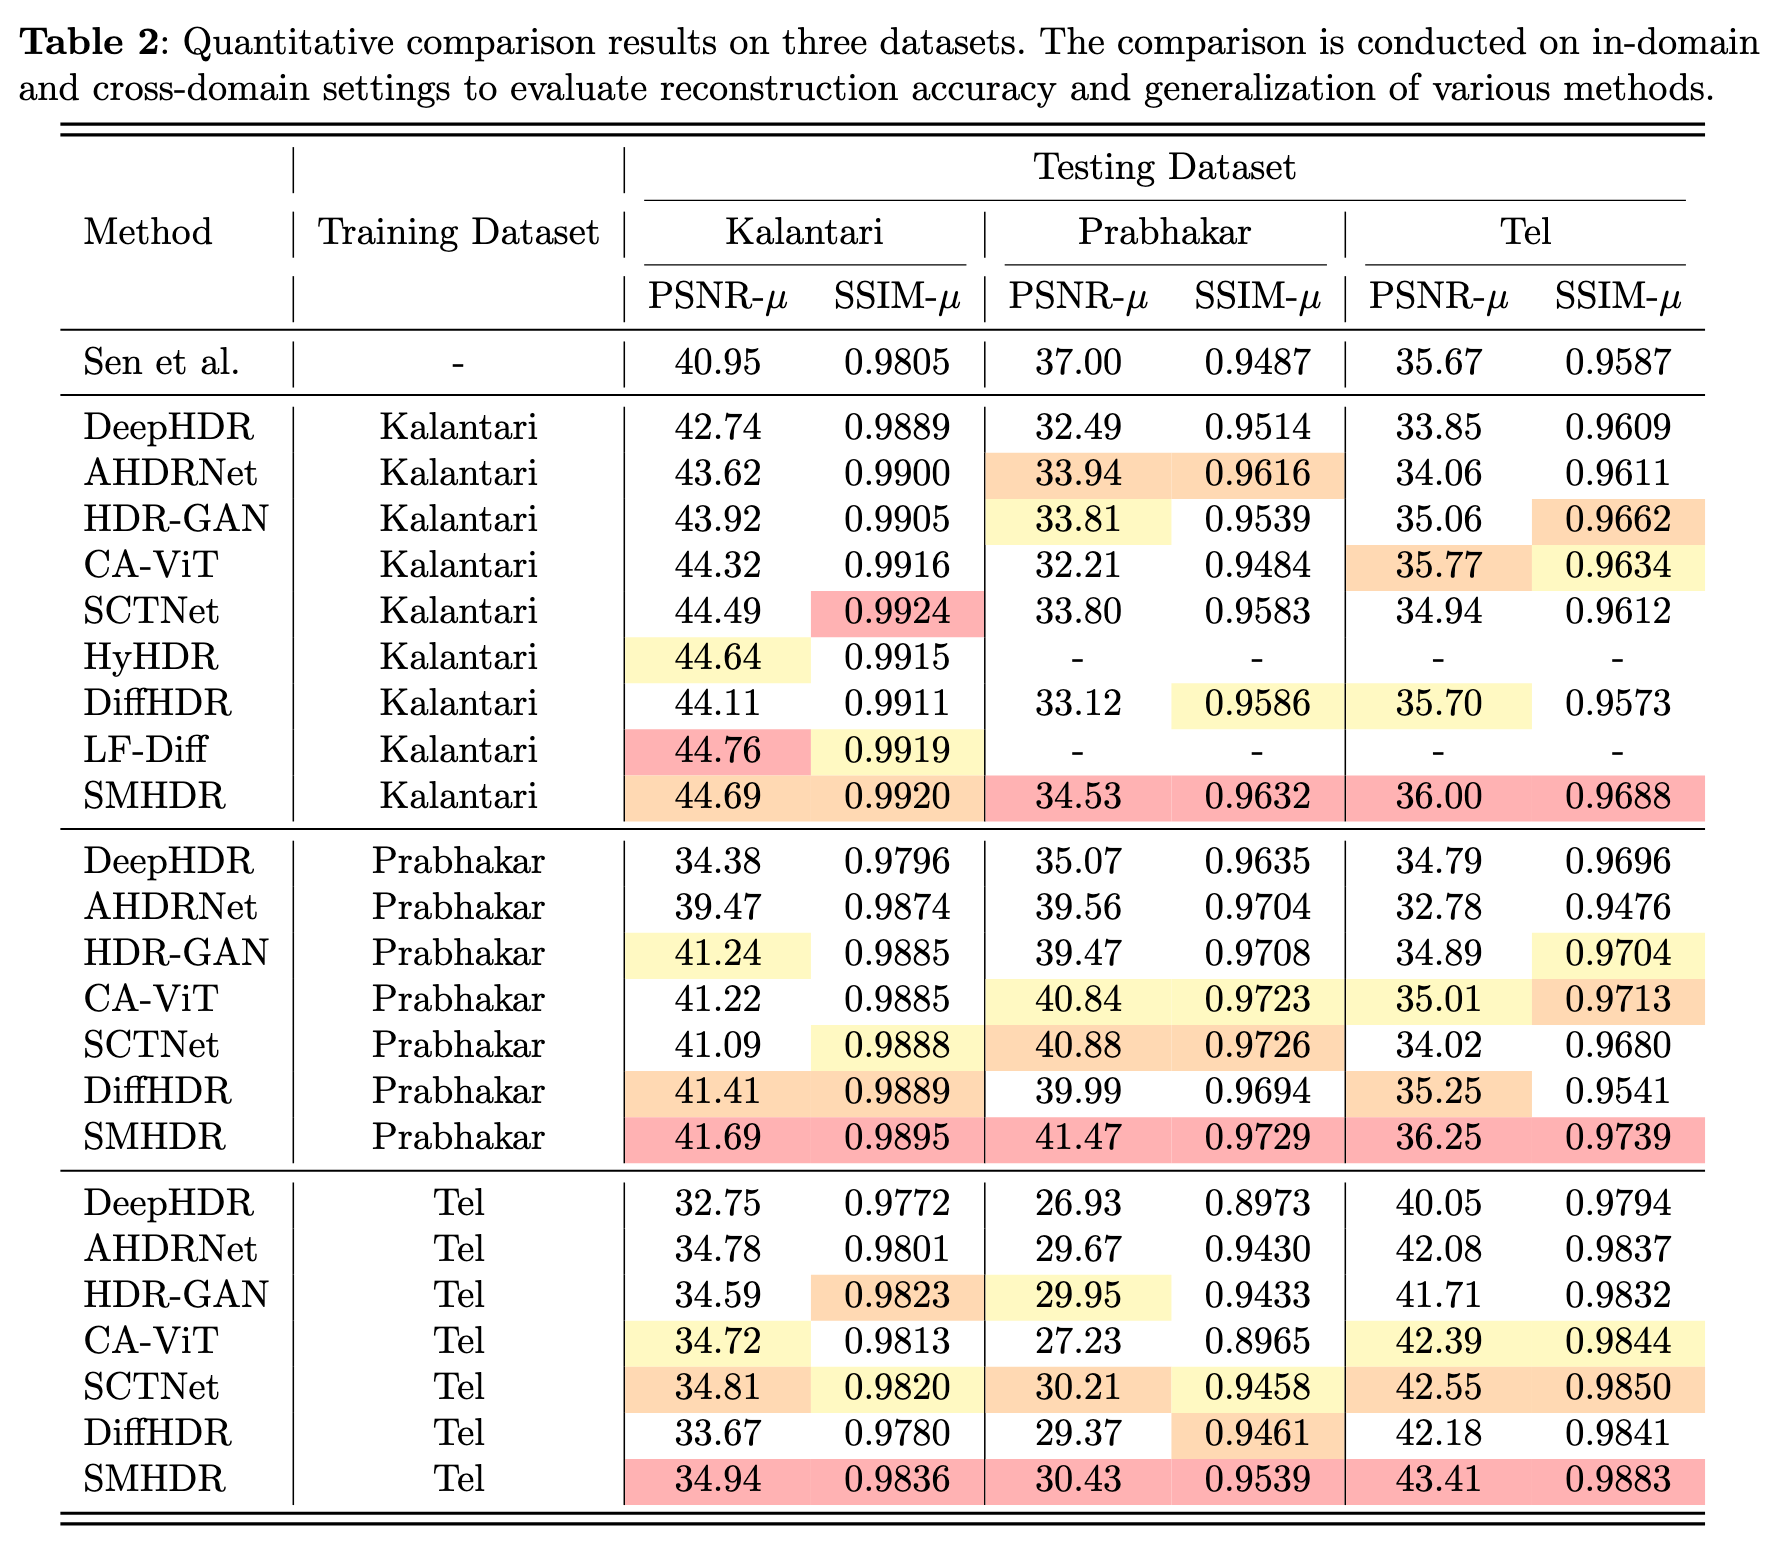 Table 2: Quantitative comparison results on three datasets. The comparison is conducted on in-domain
and cross-domain settings to evaluate reconstruction accuracy and generalization of various methods.
Testing Dataset
Method Training Dataset Kalantari Prabhakar Tel
PSNR-μ SSIM-μ PSNR-μ SSIM-μ PSNR-μ SSIM-μ
Sen et al. - 40.95 0.9805 37.00 0.9487 35.67 0.9587
DeepHDR Kalantari 42.74 0.9889 32.49 0.9514 33.85 0.9609
AHDRNet Kalantari 43.62 0.9900 33.94 0.9616 34.06 0.9611
HDR-GAN Kalantari 43.92 0.9905 33.81 0.9539 35.06 0.9662
CA-ViT Kalantari 44.32 0.9916 32.21 0.9484 35.77 0.9634
SCTNet Kalantari 44.49 0.9924 33.80 0.9583 34.94 0.9612
HyHDR Kalantari 44.64 0.9915 - - - -
DiffHDR Kalantari 44.11 0.9911 33.12 0.9586 35.70 0.9573
LF-Diff Kalantari 44.76 0.9919 - - - -
SMHDR Kalantari 44.69 0.9920 34.53 0.9632 36.00 0.9688
DeepHDR Prabhakar 34.38 0.9796 35.07 0.9635 34.79 0.9696
AHDRNet Prabhakar 39.47 0.9874 39.56 0.9704 32.78 0.9476
HDR-GAN Prabhakar 41.24 0.9885 39.47 0.9708 34.89 0.9704
CA-ViT Prabhakar 41.22 0.9885 40.84 0.9723 35.01 0.9713
SCTNet Prabhakar 41.09 0.9888 40.88 0.9726 34.02 0.9680
DiffHDR Prabhakar 41.41 0.9889 39.99 0.9694 35.25 0.9541
SMHDR Prabhakar 41.69 0.9895 41.47 0.9729 36.25 0.9739
DeepHDR Tel 32.75 0.9772 26.93 0.8973 40.05 0.9794
AHDRNet Tel 34.78 0.9801 29.67 0.9430 42.08 0.9837
HDR-GAN Tel 34.59 0.9823 29.95 0.9433 41.71 0.9832
CA-ViT Tel 34.72 0.9813 27.23 0.8965 42.39 0.9844
SCTNet Tel 34.81 0.9820 30.21 0.9458 42.55 0.9850
DiffHDR Tel 33.67 0.9780 29.37 0.9461 42.18 0.9841
SMHDR Tel 34.94 0.9836 30.43 0.9539 43.41 0.9883